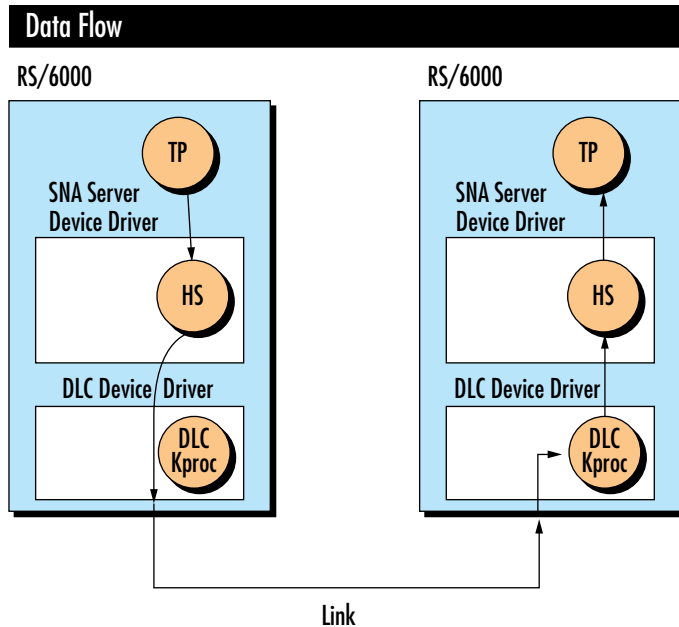 Data Flow
RS/6000
TP
SNA Server
Device Driver
HS
DLC Device Driver
DLC
Kproc
RS/6000
TP
SNA Server
Device Driver
HS
DLC Device Driver
DLC
Kproc
Link